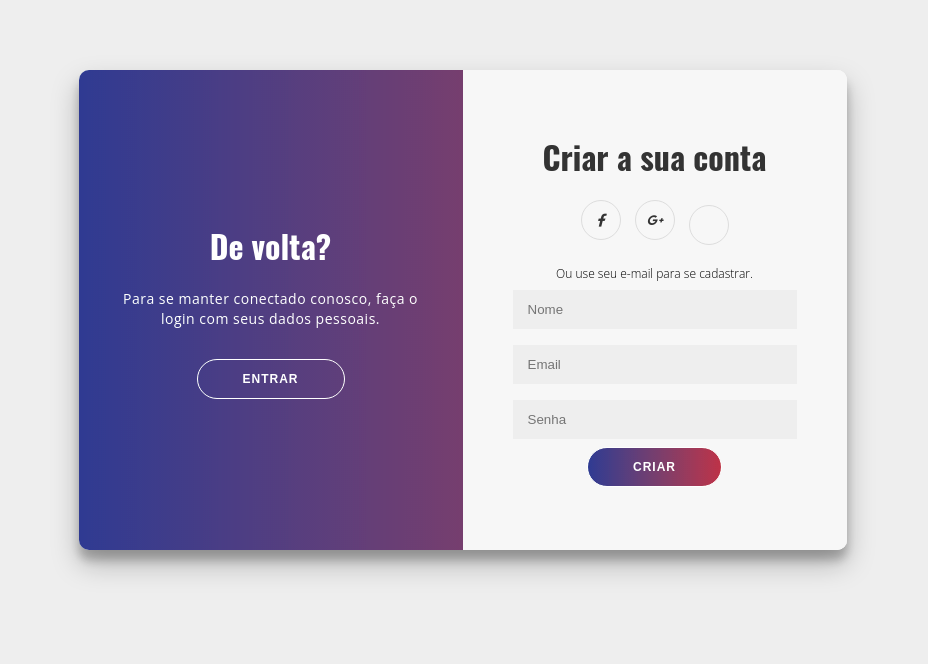 De volta?
Para se manter conectado conosco, faça o
login com seus dados pessoais.
ENTRAR
Criar a sua conta
f G+
Ou use seu e-mail para se cadastrar.
Nome
Email
Senha
CRIAR